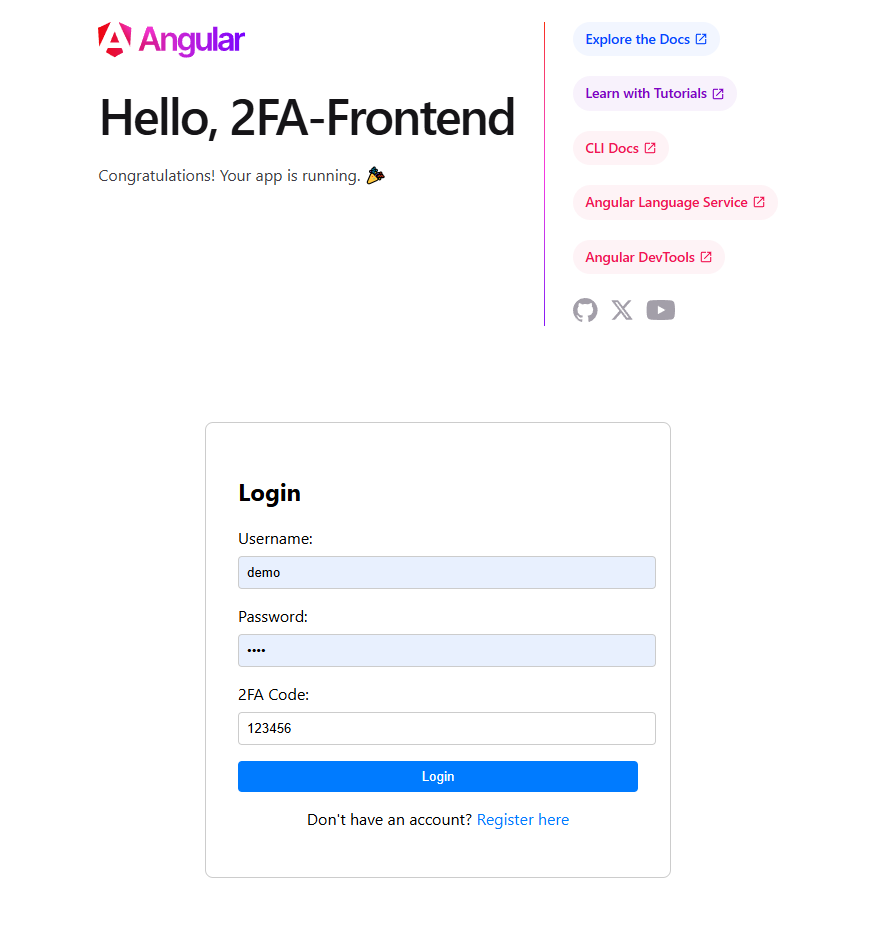 Angular
Hello, 2FA-Frontend
Congratulations! Your app is running. 🎉
Explore the Docs
Learn with Tutorials
CLI Docs
Angular Language Service
Angular DevTools
Login
Username:
demo
Password:
••••
2FA Code:
123456
Login
Don't have an account? Register here